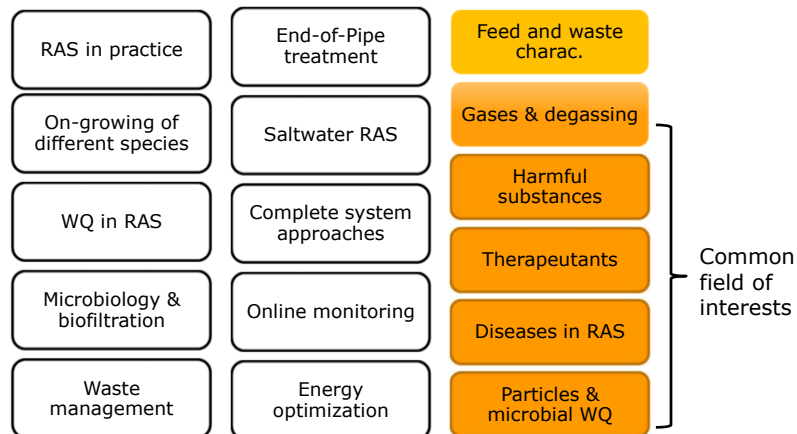 RAS in practice
On-growing of
different species
WQ in RAS
Microbiology &
biofiltration
Waste
management
End-of-Pipe
treatment
Saltwater RAS
Complete system
approaches
Online monitoring
Energy
optimization
Feed and waste
charac.
Gases & degassing
Harmful
substances
Therapeutants
Diseases in RAS
Particles &
microbial WQ
Common
field of
interests